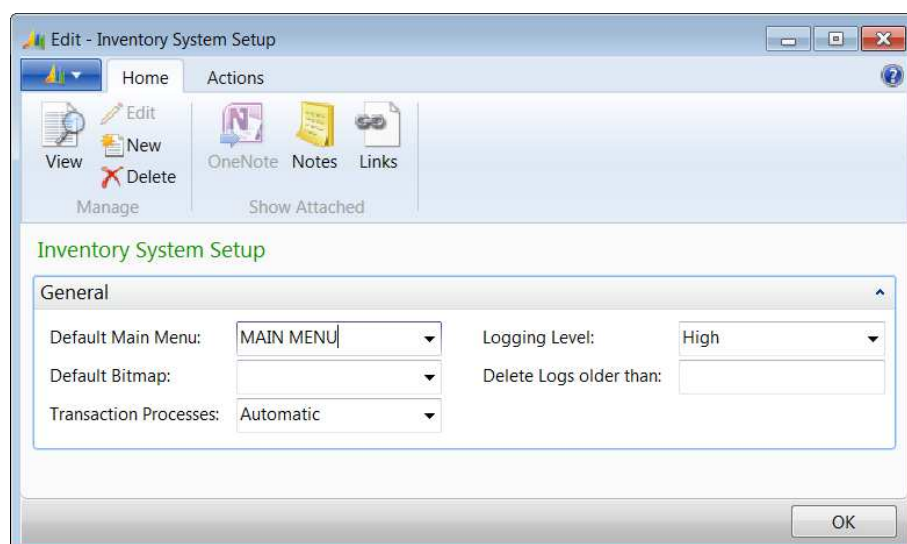 Edit - Inventory System Setup
Home Actions
View
Edit
New
Delete
Manage
OneNote Notes Links
Show Attached
Inventory System Setup
General
Default Main Menu: MAIN MENU Logging Level: High
Default Bitmap: Delete Logs older than:
Transaction Processes: Automatic
OK